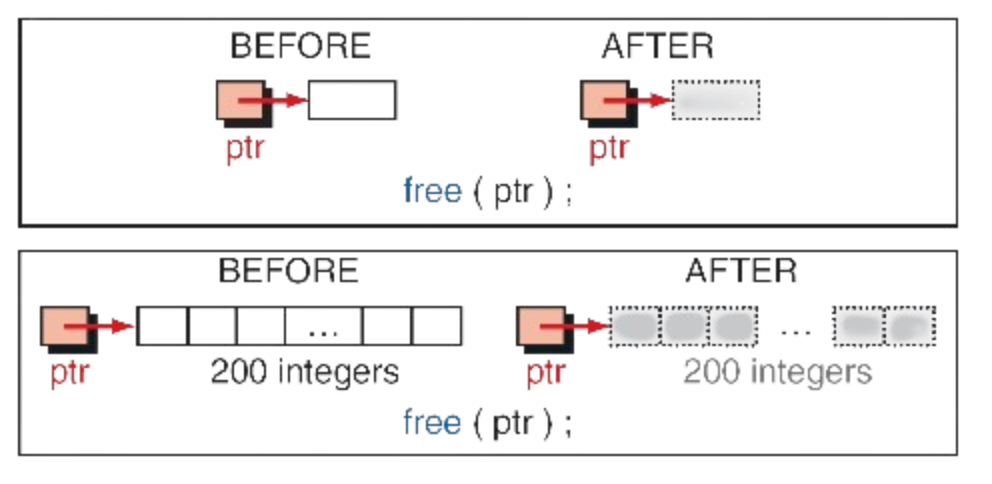 BEFORE AFTER
ptr ptr
free ( ptr ) ;
BEFORE AFTER
...  ...
ptr 200 integers ptr 200 integers
free ( ptr ) ;